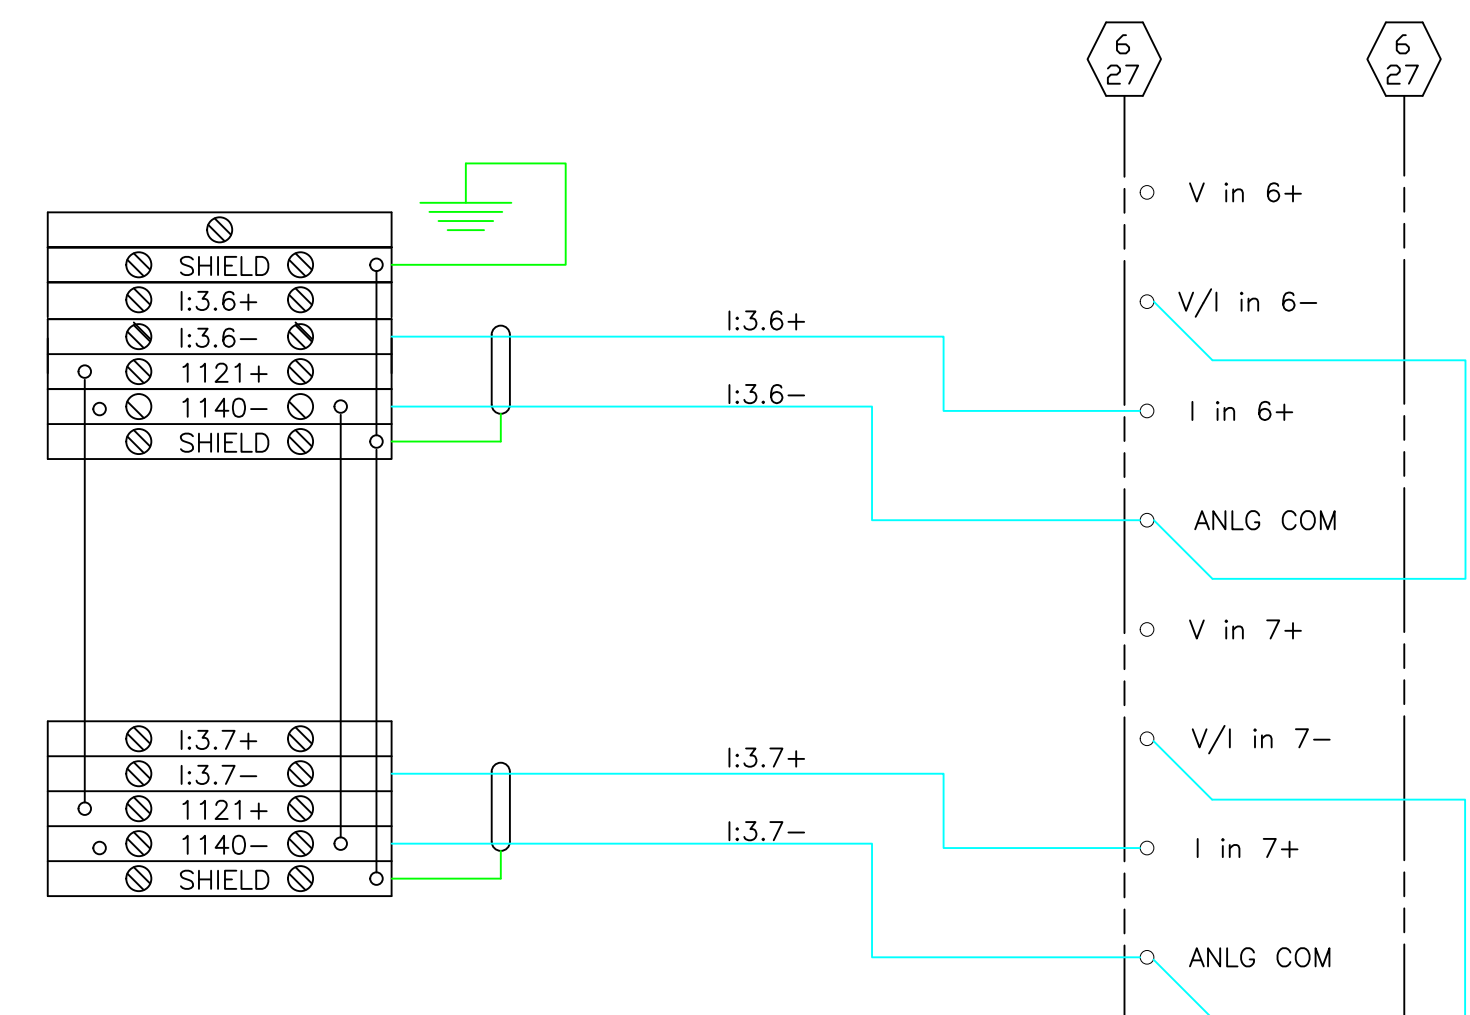 6
27
6
27
V in 6+
SHIELD
I:3.6+
V/I in 6−
I:3.6+
I:3.6−
1121+
I:3.6−
1140−
I in 6+
SHIELD
ANLG COM
V in 7+
I:3.7+
V/I in 7−
I:3.7+
I:3.7−
1121+
I:3.7−
1140−
I in 7+
SHIELD
ANLG COM